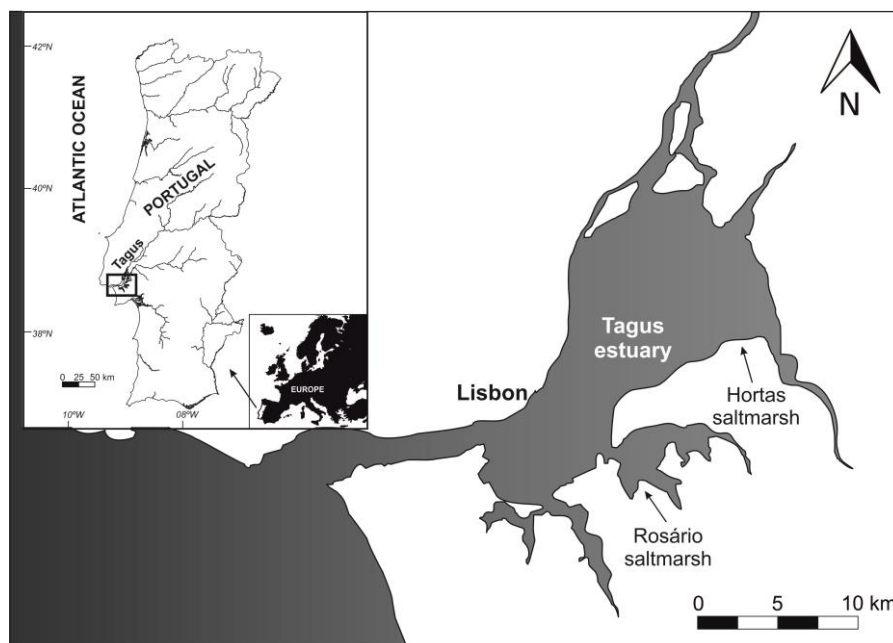 42ºN
40ºN
38ºN
10ºW
08ºW
ATLANTIC OCEAN
PORTUGAL
Tagus
0 25 50 km
EUROPE
N
Tagus
estuary
Lisbon
Hortas
saltmarsh
Rosário
saltmarsh
0 5 10 km